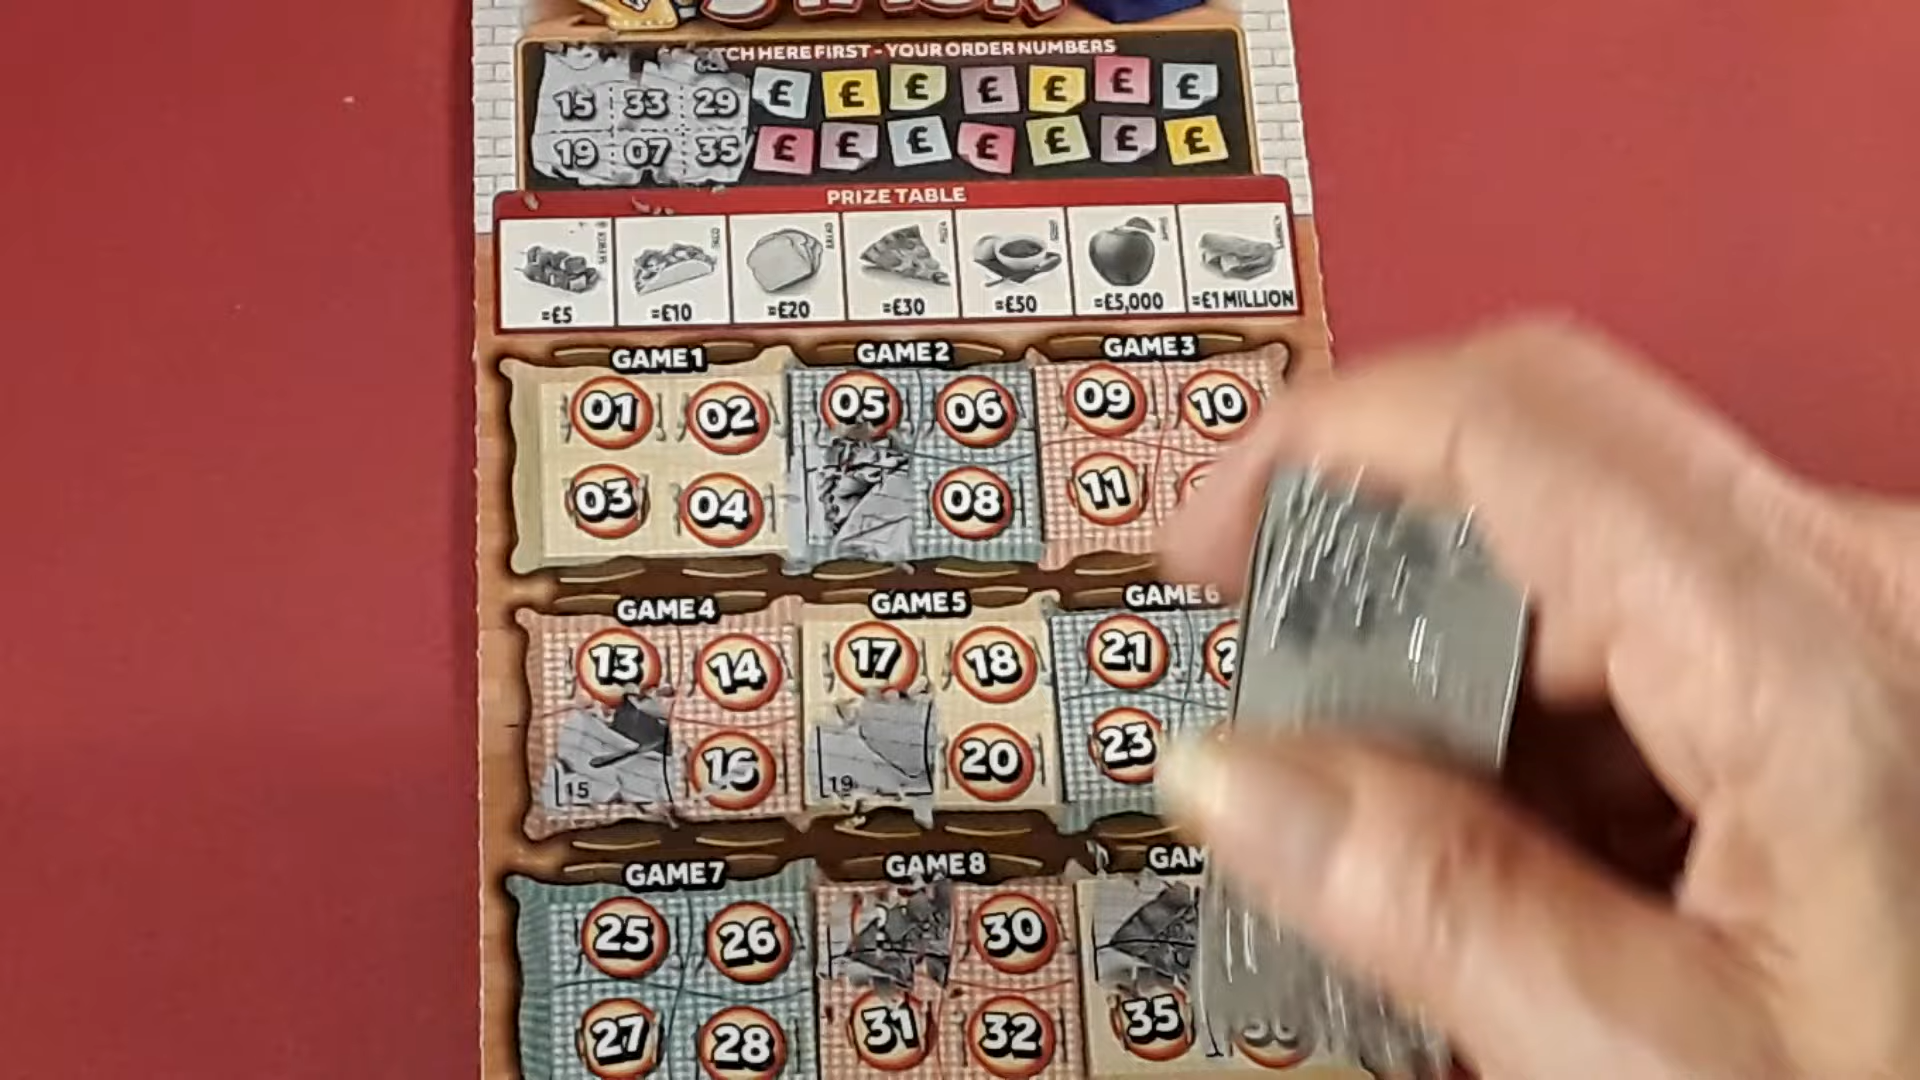 TCH HERE FIRST - YOUR ORDER NUMBERS
15 33 29 £ £ £ £ £ £ £
19 07 35 £ £ £ £ £ £ £
PRIZE TABLE
=£5 =£10 =£20 =£30 =£50 =£5,000 =£1 MILLION
GAME 1 GAME 2 GAME 3
01 02 05 06 09 10
03 04 08 11
GAME 4 GAME 5 GAME 6
13 14 17 18 21
15 16 19 20 23
GAME 7 GAME 8 GAM
25 26 30
27 28 31 32 35